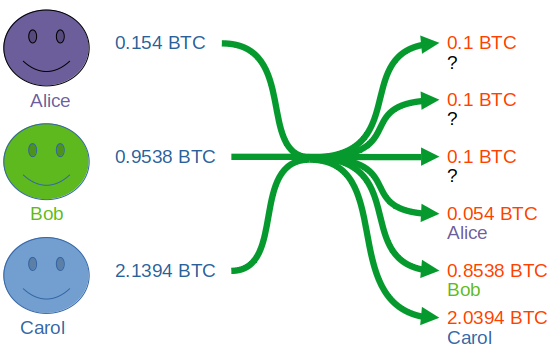 Alice
0.154 BTC
Bob
0.9538 BTC
Carol
2.1394 BTC
0.1 BTC
?
0.1 BTC
?
0.1 BTC
?
0.054 BTC
Alice
0.8538 BTC
Bob
2.0394 BTC
Carol